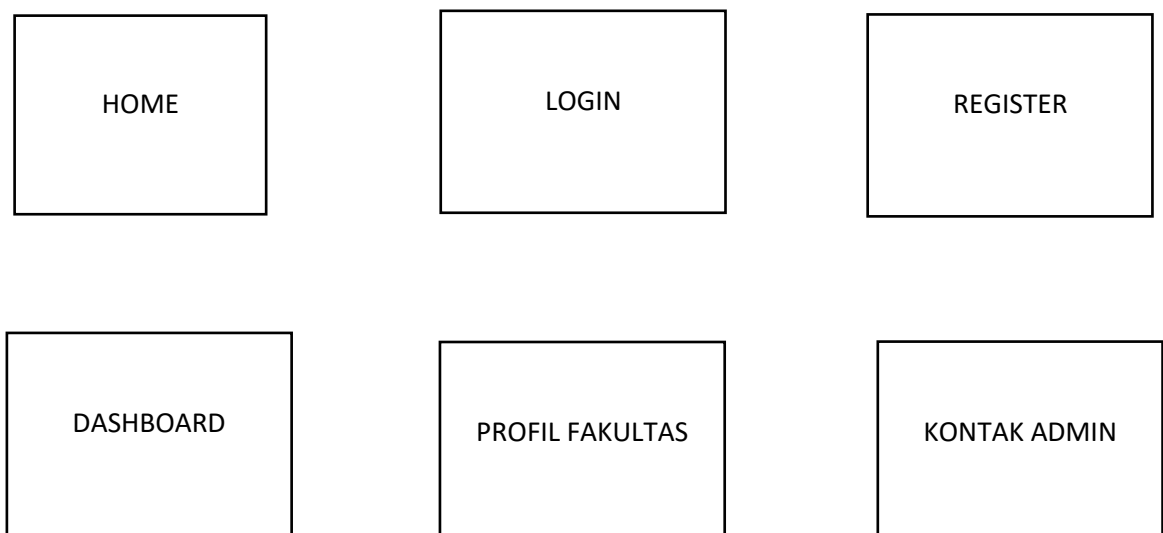 HOME
LOGIN
REGISTER
DASHBOARD
PROFIL FAKULTAS
KONTAK ADMIN